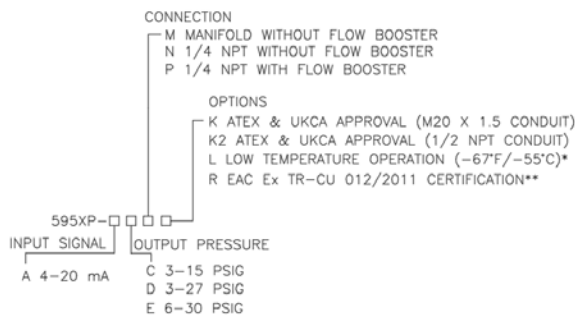 CONNECTION
M MANIFOLD WITHOUT FLOW BOOSTER
N 1/4 NPT WITHOUT FLOW BOOSTER
P 1/4 NPT WITH FLOW BOOSTER
OPTIONS
K ATEX & UKCA APPROVAL (M20 X 1.5 CONDUIT)
K2 ATEX & UKCA APPROVAL (1/2 NPT CONDUIT)
L LOW TEMPERATURE OPERATION (-67°F/-55°C)*
R EAC Ex TR-CU 012/2011 CERTIFICATION**
595XP-
INPUT SIGNAL
A 4-20 mA
OUTPUT PRESSURE
C 3-15 PSIG
D 3-27 PSIG
E 6-30 PSIG